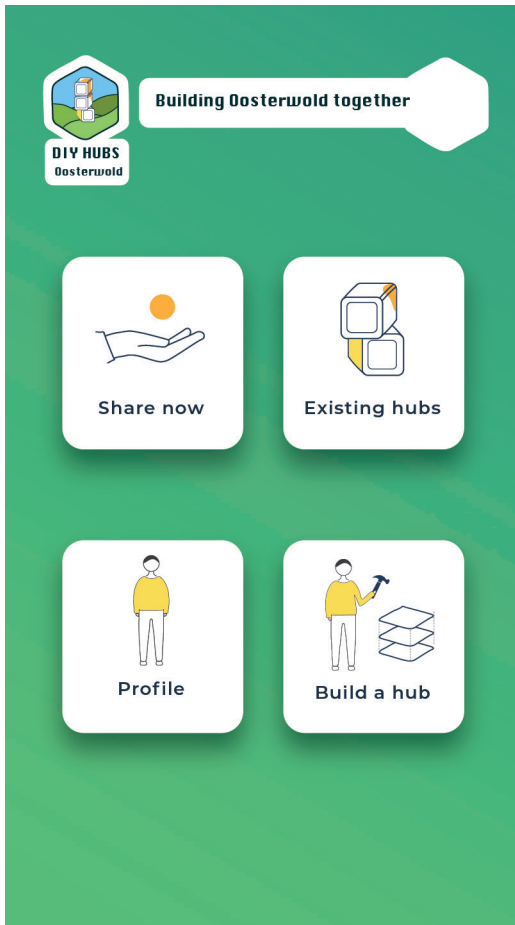 Building Oosterwold together
DIY HUBS
Oosterwold
Share now
Existing hubs
Profile
Build a hub